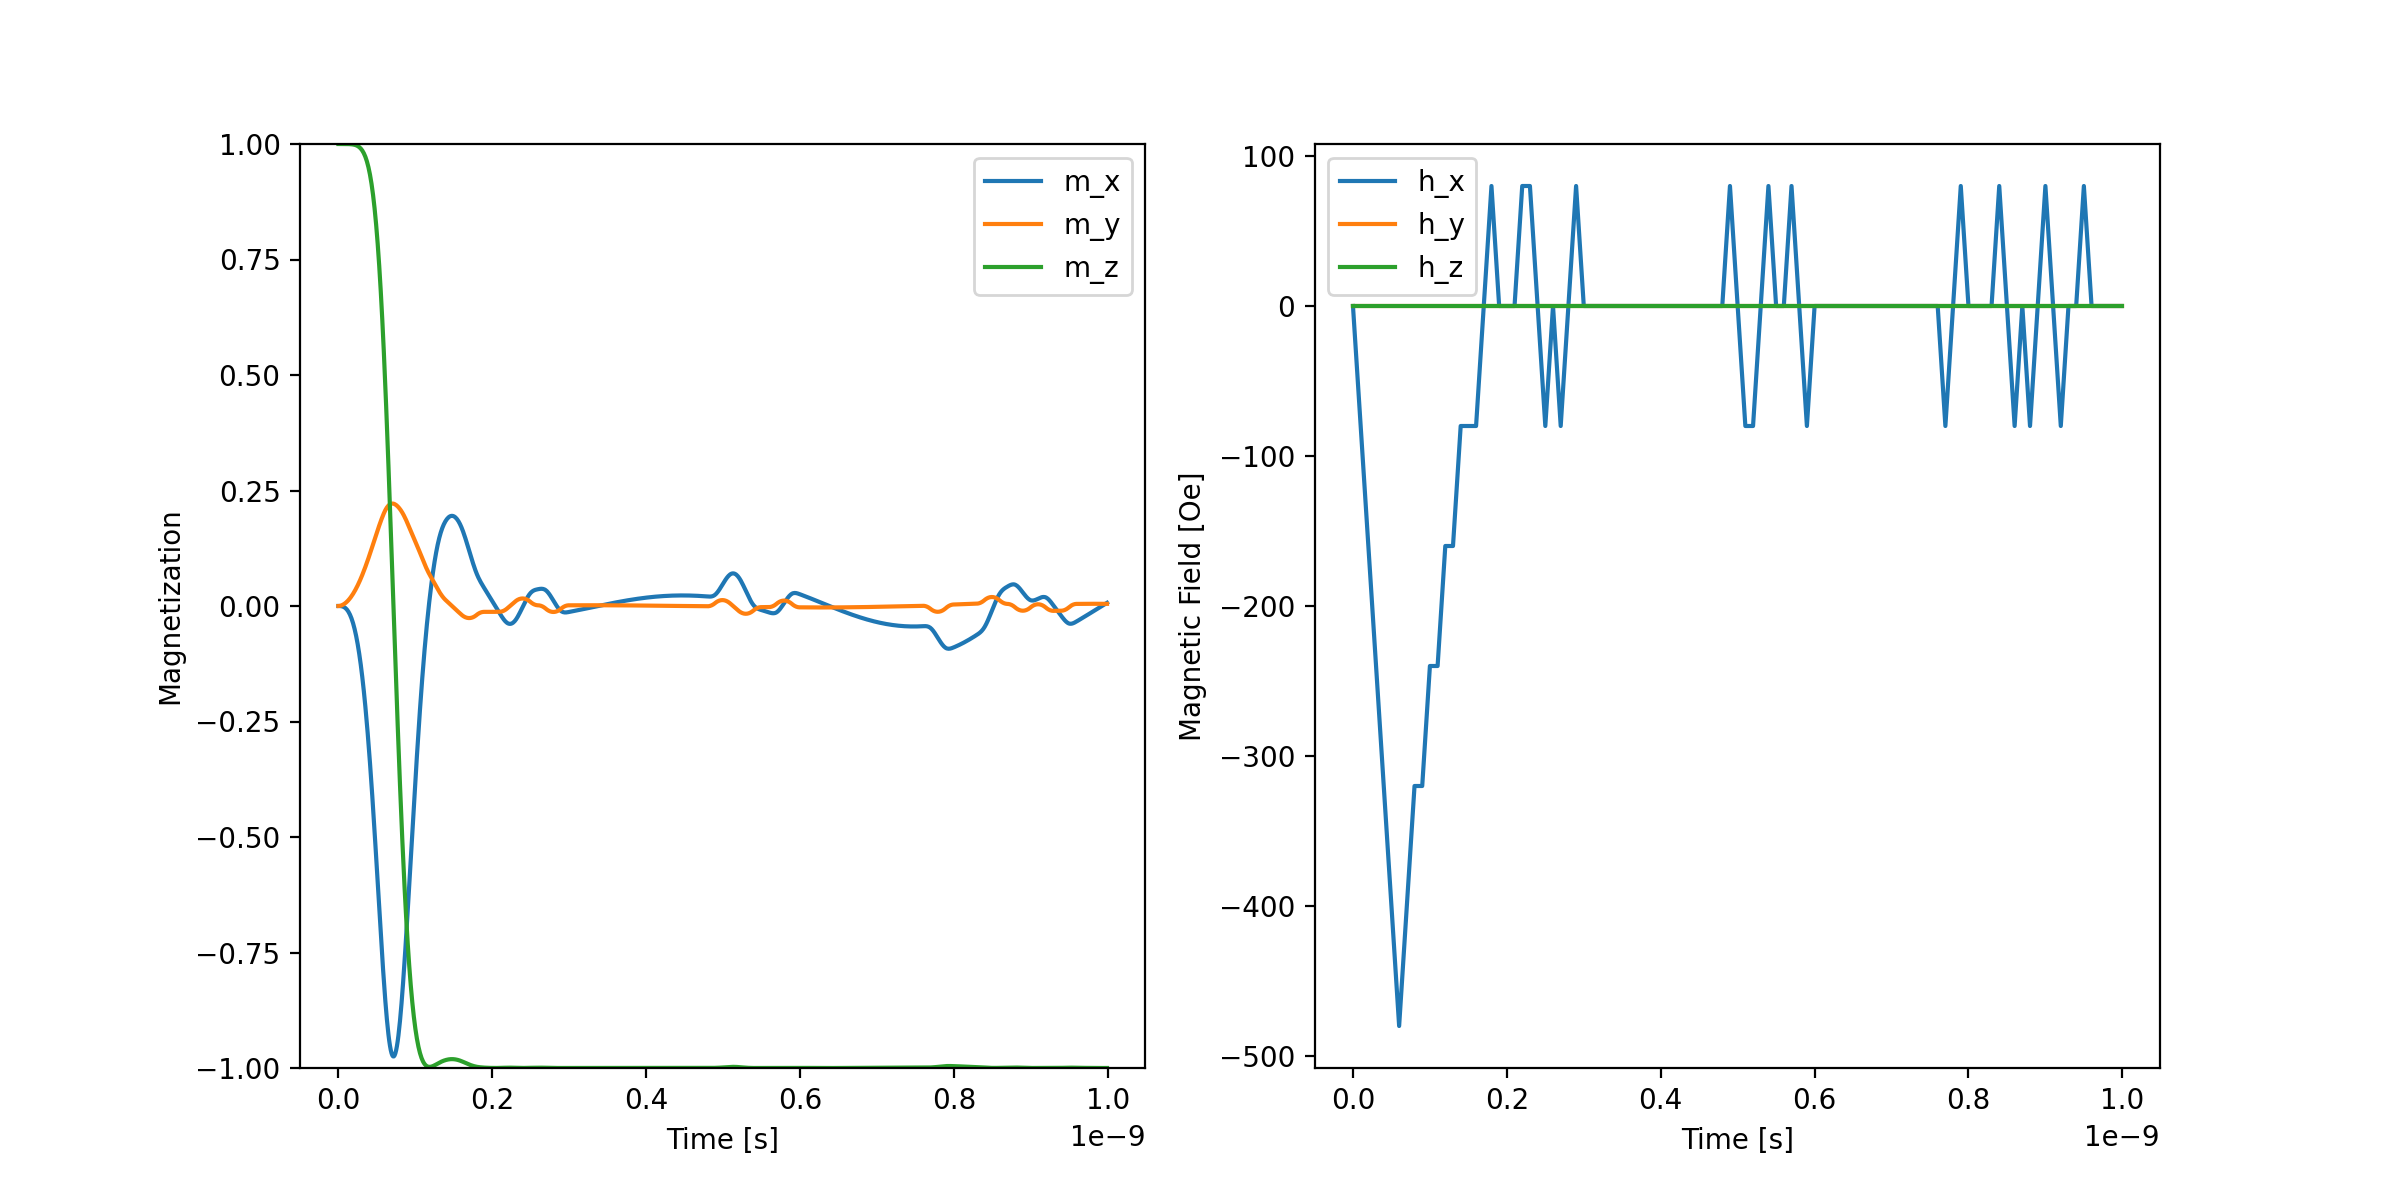 1.00
0.75
0.50
0.25
0.00
−0.25
−0.50
−0.75
−1.00
Magnetization
m_x
m_y
m_z
0.0 0.2 0.4 0.6 0.8 1.0
1e−9
Time [s]
100
0
−100
−200
−300
−400
−500
Magnetic Field [Oe]
h_x
h_y
h_z
0.0 0.2 0.4 0.6 0.8 1.0
1e−9
Time [s]